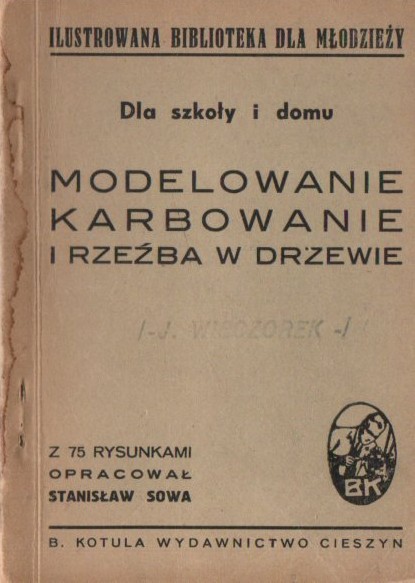 ILUSTROWANA BIBLIOTEKA DLA MŁODZIEŻY
Dla szkoły i domu
MODELOWANIE
KARBOWANIE
I RZEŹBA W DRZEWIE
/-J. WIECZOREK -/
Z 75 RYSUNKAMI
OPRACOWAŁ
STANISŁAW SOWA
BK
B. KOTULA WYDAWNICTWO CIESZYN